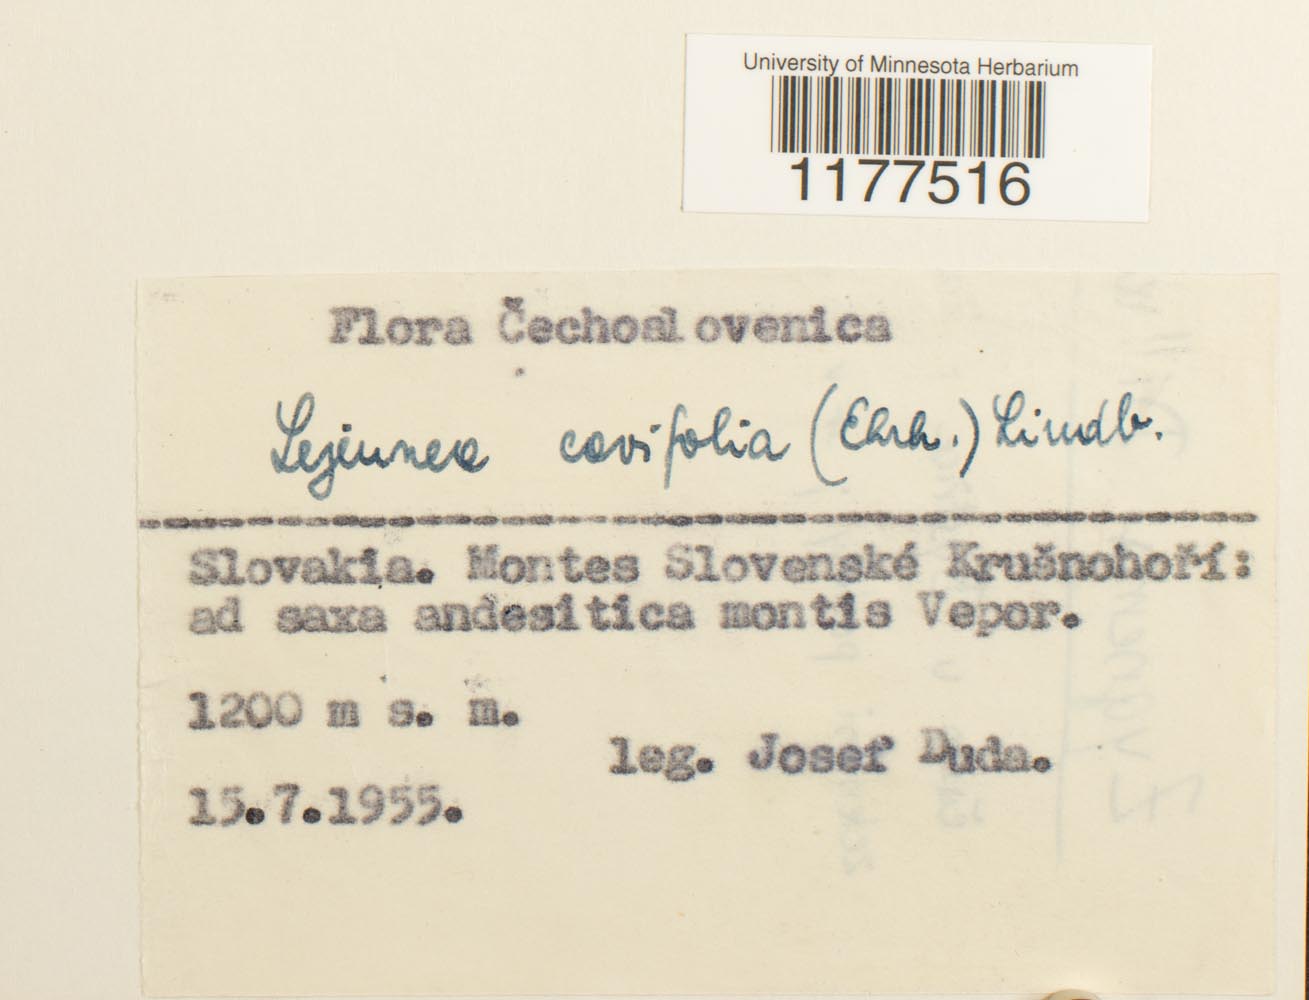 University of Minnesota Herbarium
1177516
Flora Čechoslovenica
Lejeunea cavifolia (Ehrh.) Lindb.
Slovakia. Montes Slovenské Krušnohoří:
ad saxa andesitica montis Vepor.
1200 m s. m.
leg. Josef Duda.
15.7.1955.